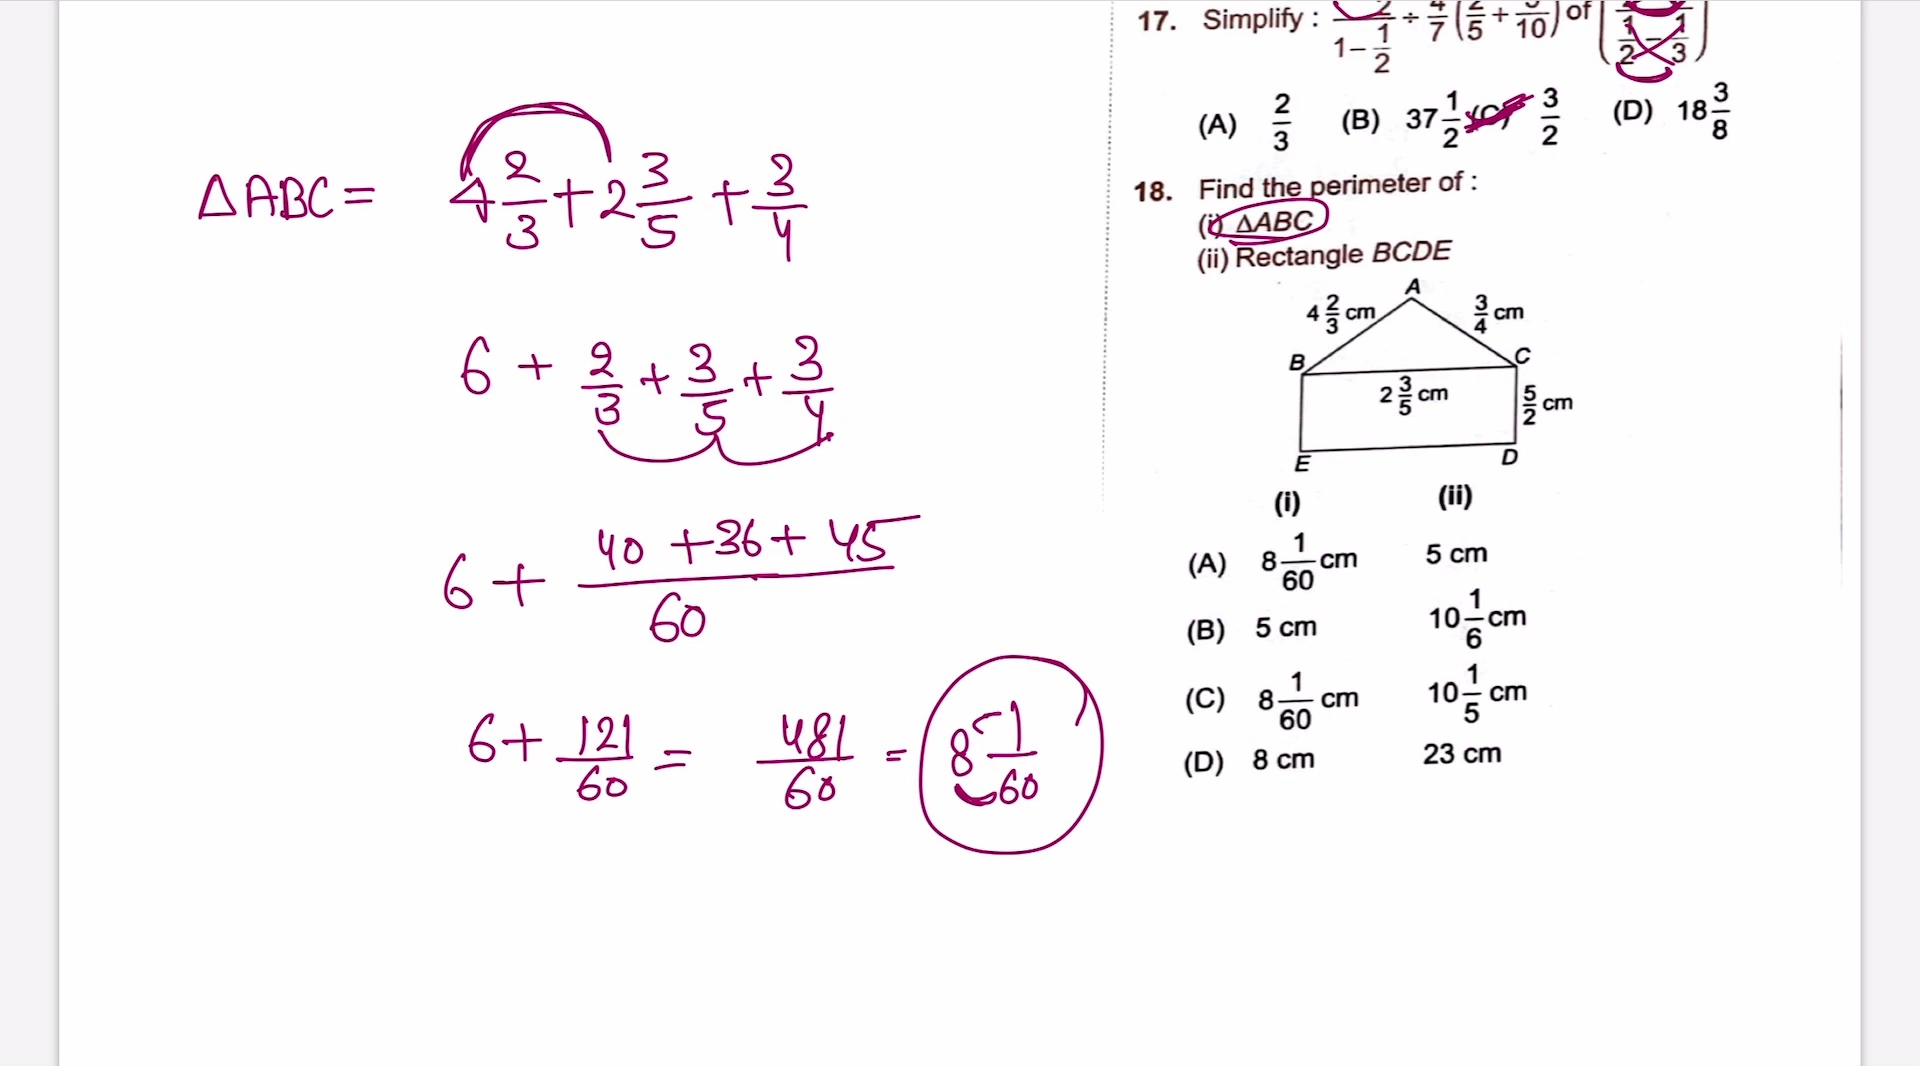 ΔABC = 4 2/3 + 2 3/5 + 3/4
6 + 2/3 + 3/5 + 3/4
6 + (40 + 36 + 45)/60
6 + 121/60 = 481/60 = 8 1/60
17. Simplify : 1 - 1/2 ÷ 4/7 (2/5 + /10) of (1/2 - 1/3)
(A) 2/3 (B) 37 1/2 (C) 3/2 (D) 18 3/8
18. Find the perimeter of :
(i) ΔABC
(ii) Rectangle BCDE
A
4 2/3 cm 3/4 cm
B C
2 3/5 cm 5/2 cm
E D
(i) (ii)
(A) 8 1/60 cm 5 cm
(B) 5 cm 10 1/6 cm
(C) 8 1/60 cm 10 1/5 cm
(D) 8 cm 23 cm